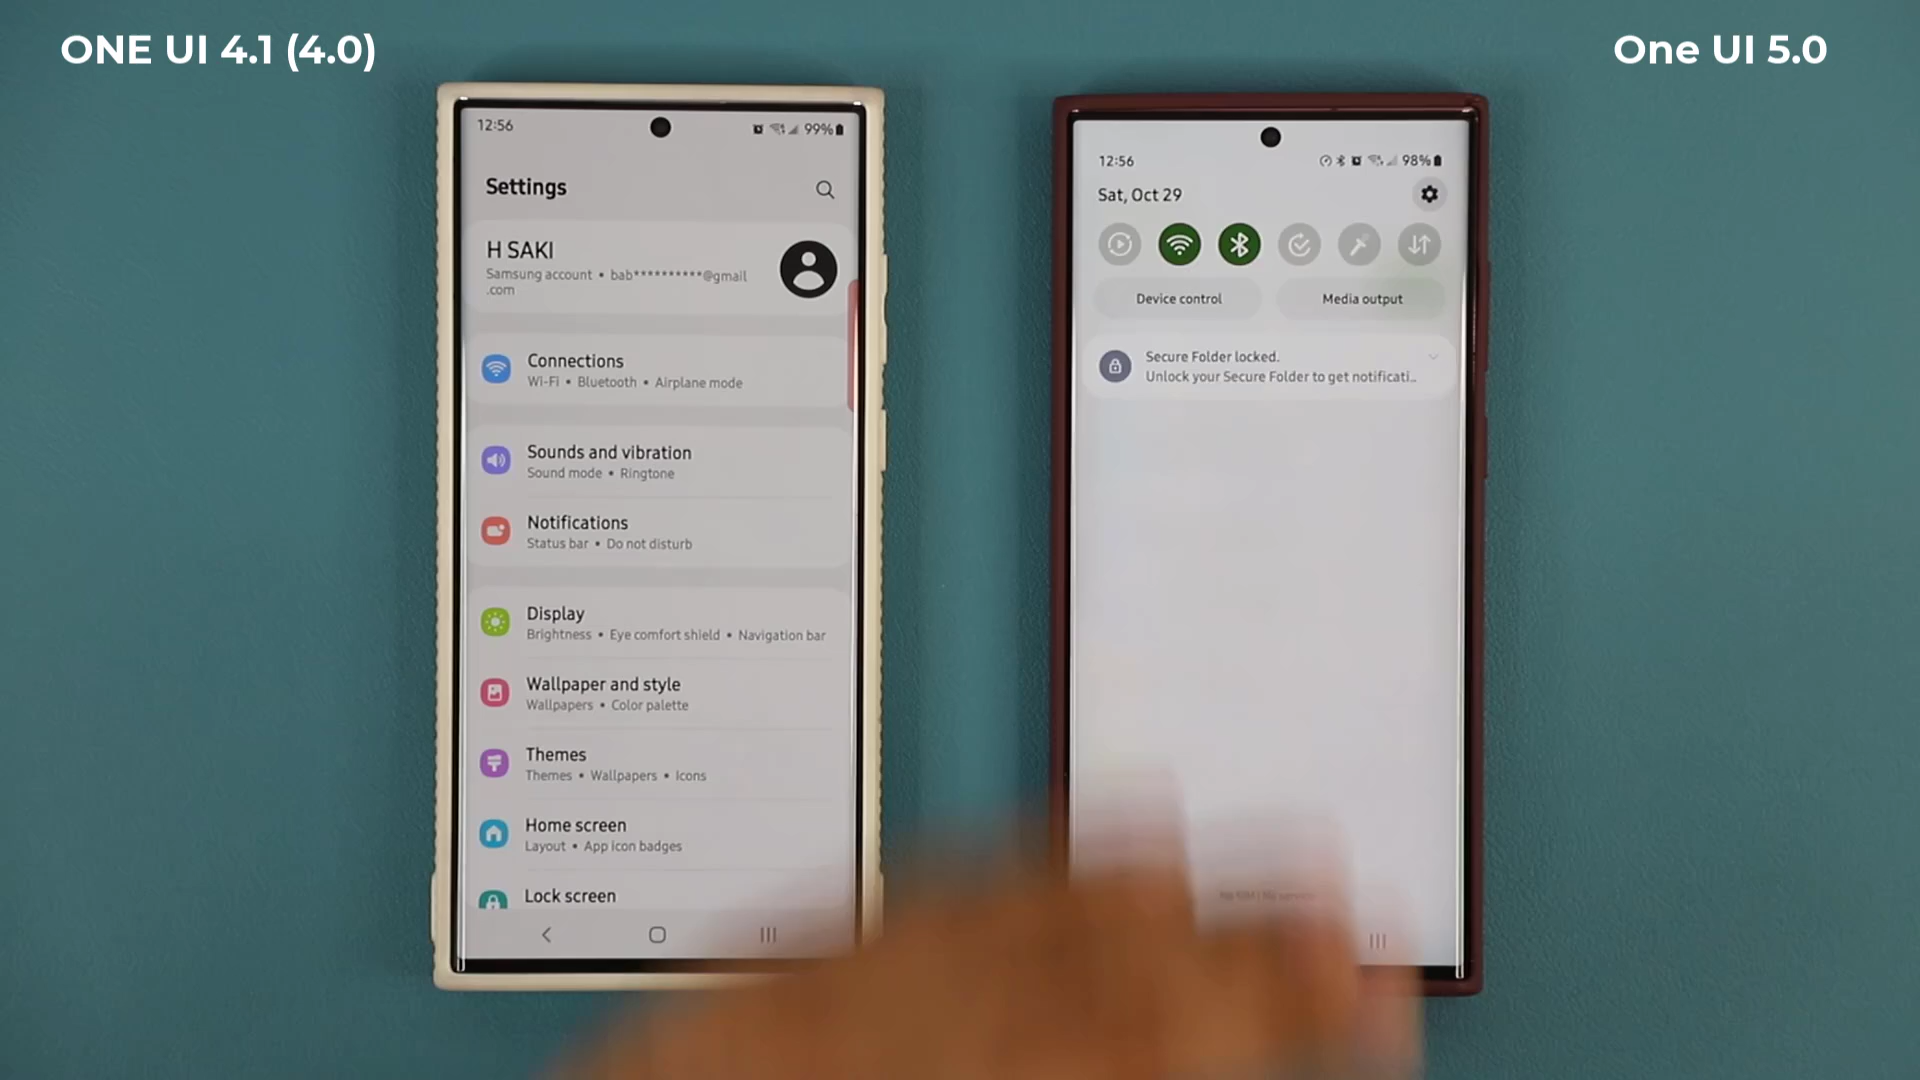 ONE UI 4.1 (4.0)
One UI 5.0
12:56
99%
Settings
H SAKI
Samsung account • bab**********@gmail
.com
Connections
Wi-Fi • Bluetooth • Airplane mode
Sounds and vibration
Sound mode • Ringtone
Notifications
Status bar • Do not disturb
Display
Brightness • Eye comfort shield • Navigation bar
Wallpaper and style
Wallpapers • Color palette
Themes
Themes • Wallpapers • Icons
Home screen
Layout • App icon badges
Lock screen
12:56
98%
Sat, Oct 29
Device control
Media output
Secure Folder locked.
Unlock your Secure Folder to get notificati...